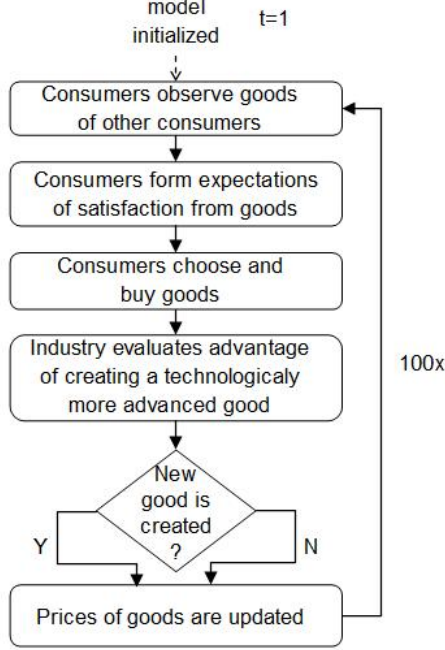 model
initialized
t=1
Consumers observe goods
of other consumers
Consumers form expectations
of satisfaction from goods
Consumers choose and
buy goods
Industry evaluates advantage
of creating a technologicaly
more advanced good
100x
New
good is
created
?
Y
N
Prices of goods are updated